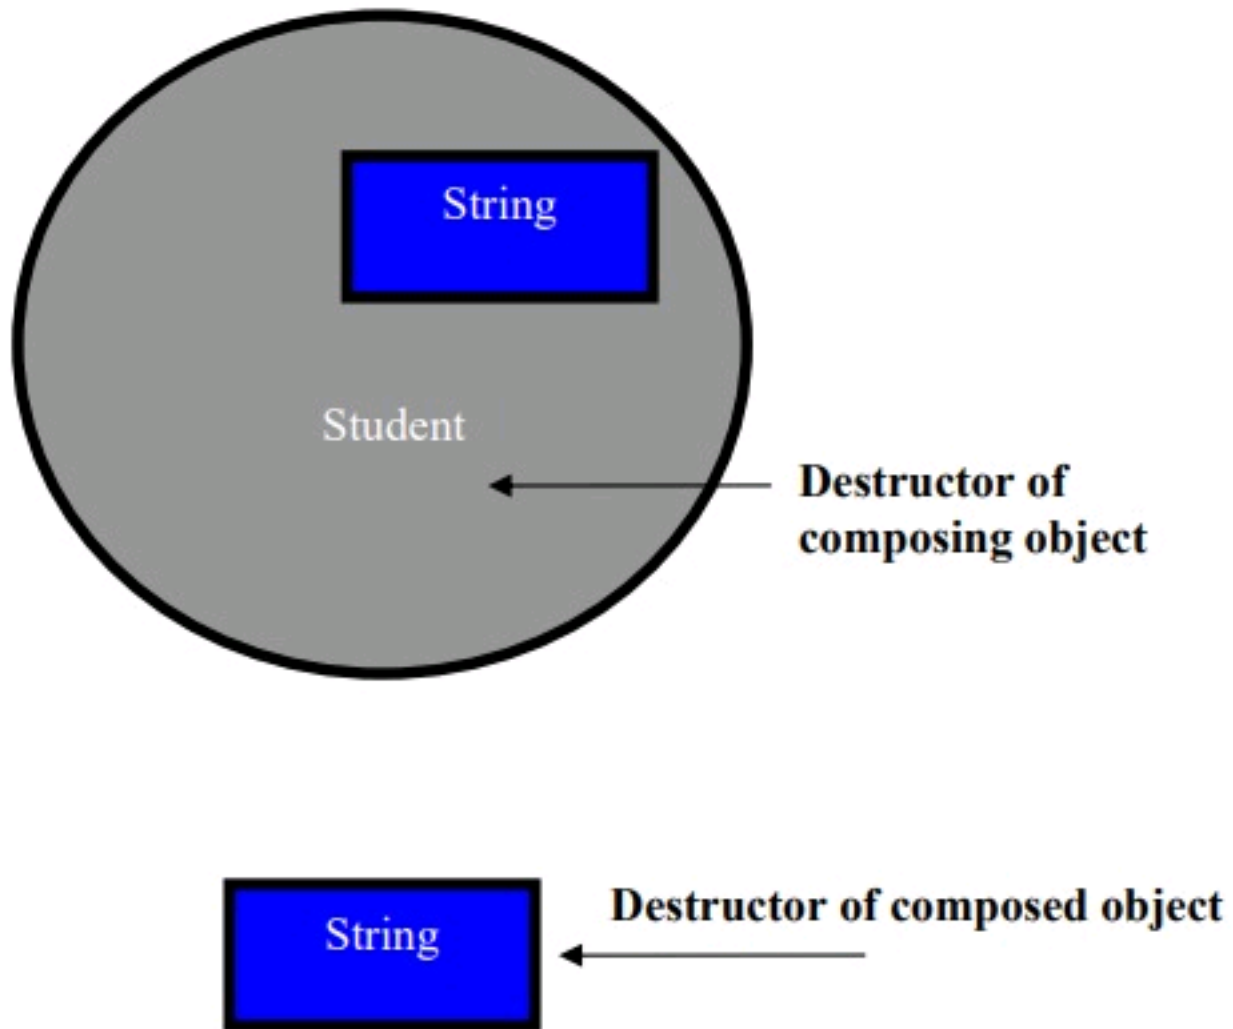 String
Student
Destructor of
composing object
Destructor of composed object
String